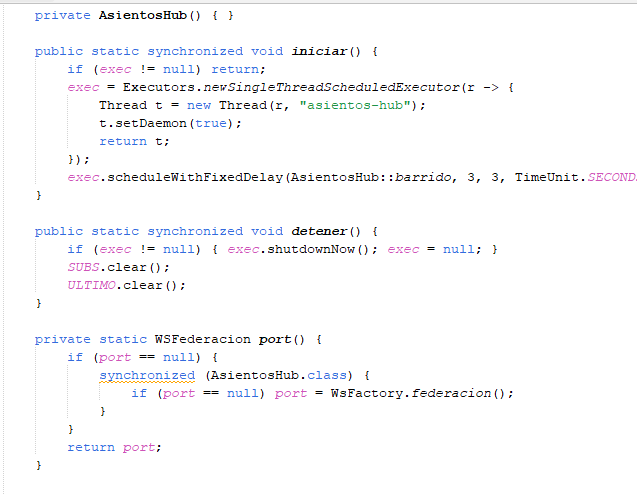 private AsientosHub() { }
public static synchronized void iniciar() {
if (exec != null) return;
exec = Executors.newSingleThreadScheduledExecutor(r -> {
Thread t = new Thread(r, "asientos-hub");
t.setDaemon(true);
return t;
});
exec.scheduleWithFixedDelay(AsientosHub::barrido, 3, 3, TimeUnit.SECOND
}
public static synchronized void detener() {
if (exec != null) { exec.shutdownNow(); exec = null; }
SUBS.clear();
ULTIMO.clear();
}
private static WSFederacion port() {
if (port == null) {
synchronized (AsientosHub.class) {
if (port == null) port = WsFactory.federacion();
}
}
return port;
}